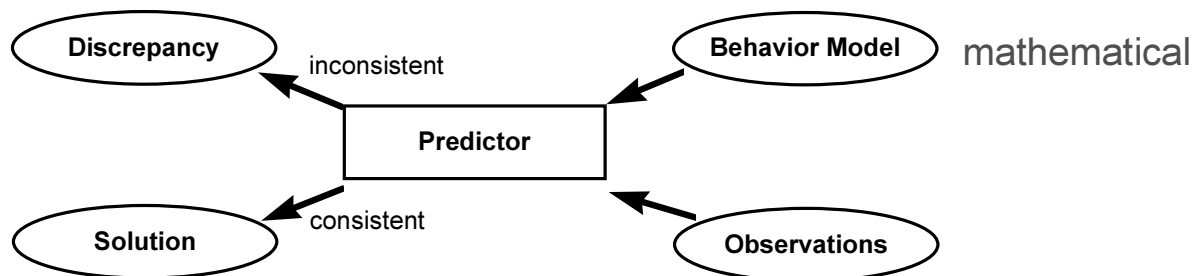 Discrepancy
inconsistent
Behavior Model
mathematical
Predictor
Solution
consistent
Observations